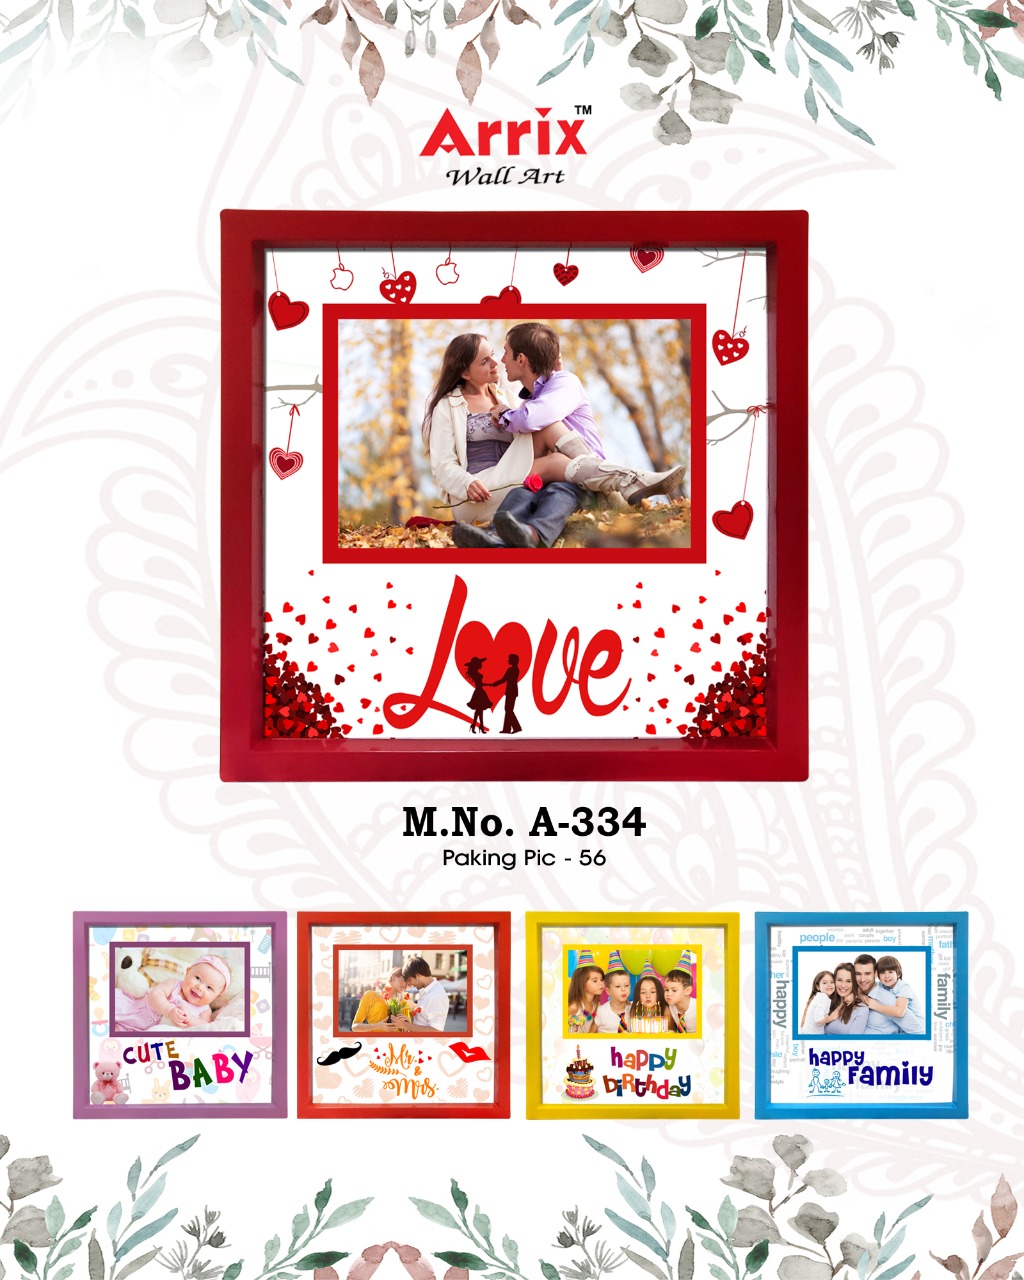 Arrix™
Wall Art
Love
M.No. A-334
Paking Pic - 56
CUTE
BABY
Mr.
&
Mrs.
happy
birthday
people
family
happy
happy
family